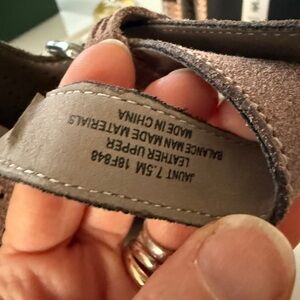 JAUNT 7.5M 18F848
LEATHER UPPER
BALANCE MAN MADE MATERIALS
MADE IN CHINA